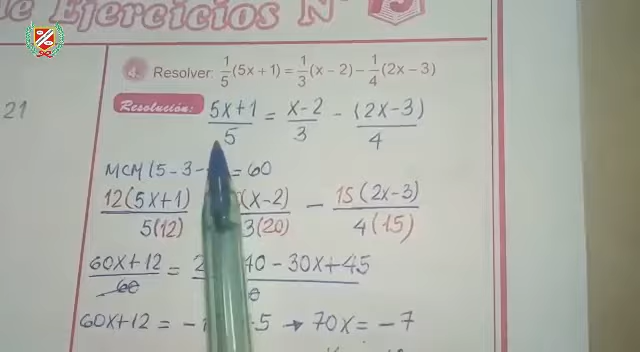 de Ejercicios N°
4. Resolver: 1/5(5x+1) = 1/3(x−2) − 1/4(2x−3)
21
Resolución: 5x+1/5 = x-2/3 - (2x-3)/4
MCM (5-3- = 60
12(5x+1)/5(12) (x-2)/3(20) - 15(2x-3)/4(15)
60x+12/60 = 2 40 - 30x+45
60x+12 = - 5 → 70x = -7